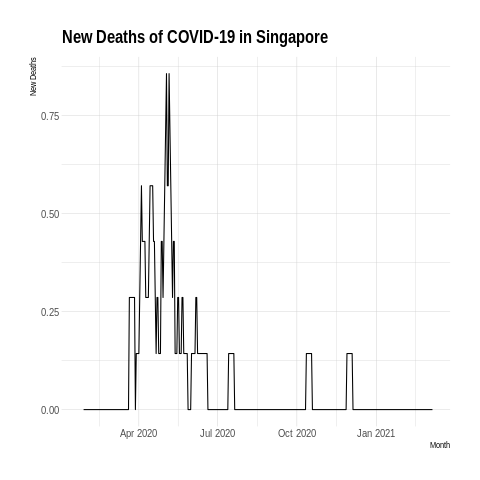 New Deaths of COVID-19 in Singapore
New Deaths
0.75
0.50
0.25
0.00
Apr 2020 Jul 2020 Oct 2020 Jan 2021
Month